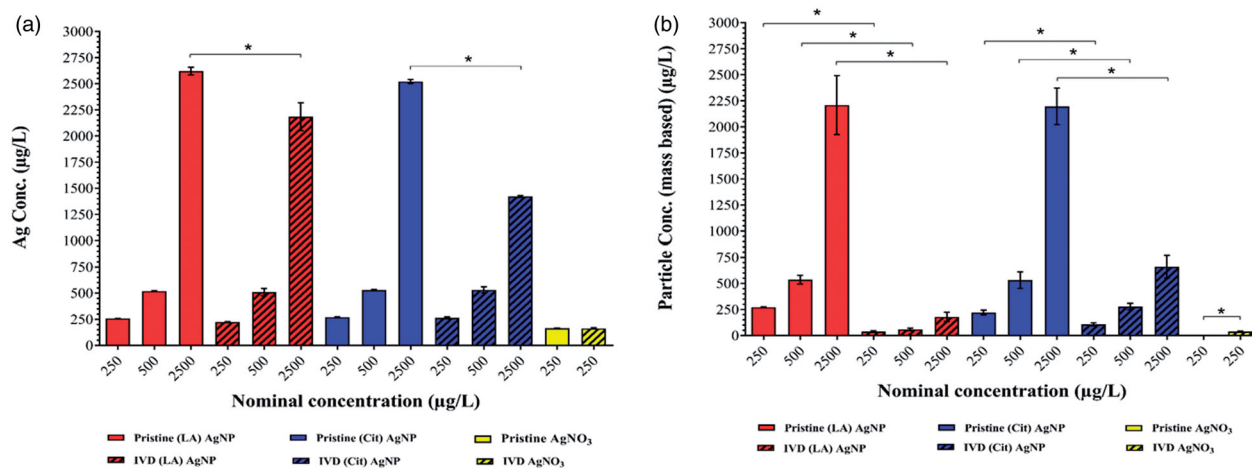 (a)
*
*
3000
2750
2500
2250
2000
1750
1500
1250
1000
750
500
250
0
Ag Conc. (µg/L)
250 500 2500 250 500 2500 250 500 2500 250 500 2500 250 250
Nominal concentration (µg/L)
Pristine (LA) AgNP Pristine (Cit) AgNP Pristine AgNO₃
IVD (LA) AgNP IVD (Cit) AgNP IVD AgNO₃
(b)
* *
* *
* *
*
3000
2750
2500
2250
2000
1750
1500
1250
1000
750
500
250
0
Particle Conc. (mass based) (µg/L)
250 500 2500 250 500 2500 250 500 2500 250 500 2500 250 250
Nominal concentration (µg/L)
Pristine (LA) AgNP Pristine (Cit) AgNP Pristine AgNO₃
IVD (LA) AgNP IVD (Cit) AgNP IVD AgNO₃